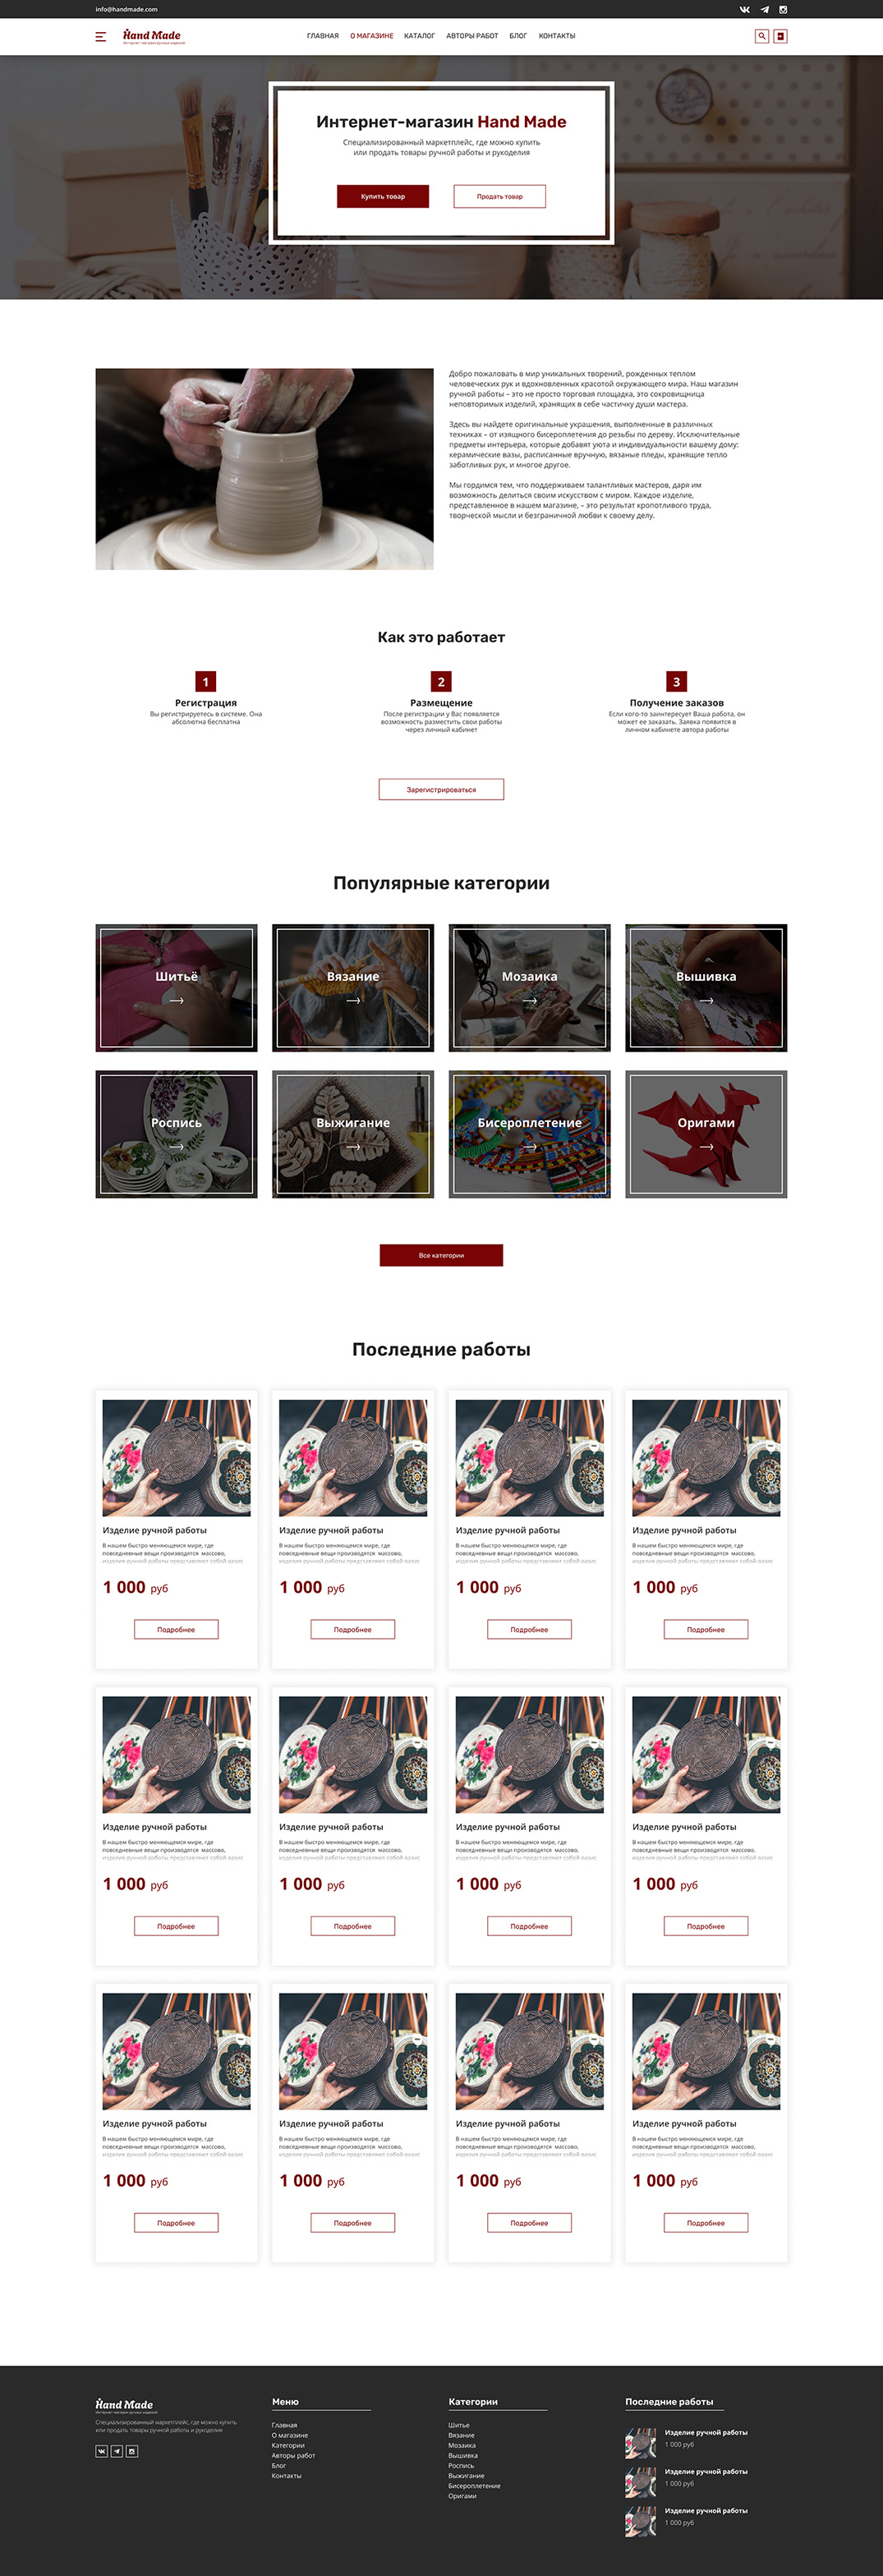 info@handmade.com
Hand Made
Интернет-магазин ручных изделий
ГЛАВНАЯ О МАГАЗИНЕ КАТАЛОГ АВТОРЫ РАБОТ БЛОГ КОНТАКТЫ
Интернет-магазин Hand Made
Специализированный маркетплейс, где можно купить
или продать товары ручной работы и рукоделия
Купить товар Продать товар
Добро пожаловать в мир уникальных творений, рожденных теплом
человеческих рук и вдохновленных красотой окружающего мира. Наш магазин
ручной работы – это не просто торговая площадка, это сокровищница
неповторимых изделий, хранящих в себе частичку души мастера.
Здесь вы найдете оригинальные украшения, выполненные в различных
техниках – от изящного бисероплетения до резьбы по дереву. Исключительные
предметы интерьера, которые добавят уюта и индивидуальности вашему дому:
керамические вазы, расписанные вручную, вязаные пледы, хранящие тепло
заботливых рук, и многое другое.
Мы гордимся тем, что поддерживаем талантливых мастеров, даря им
возможность делиться своим искусством с миром. Каждое изделие,
представленное в нашем магазине, – это результат кропотливого труда,
творческой мысли и безграничной любви к своему делу.
Как это работает
1
Регистрация
Вы регистрируетесь в системе. Она
абсолютна бесплатна
2
Размещение
После регистрации у Вас появляется
возможность разместить свои работы
через личный кабинет
3
Получение заказов
Если кого-то заинтересует Ваша работа, он
может ее заказать. Заявка появится в
личном кабинете автора работы
Зарегистрироваться
Популярные категории
Шитьё Вязание Мозаика Вышивка
Роспись Выжигание Бисероплетение Оригами
Все категории
Последние работы
Изделие ручной работы Изделие ручной работы Изделие ручной работы Изделие ручной работы
В нашем быстро меняющемся мире, где В нашем быстро меняющемся мире, где В нашем быстро меняющемся мире, где В нашем быстро меняющемся мире, где
повседневные вещи производятся массово, повседневные вещи производятся массово, повседневные вещи производятся массово, повседневные вещи производятся массово,
изделия ручной работы представляют собой изделия ручной работы представляют собой изделия ручной работы представляют собой изделия ручной работы представляют собой
1 000 руб 1 000 руб 1 000 руб 1 000 руб
Подробнее Подробнее Подробнее Подробнее
Изделие ручной работы Изделие ручной работы Изделие ручной работы Изделие ручной работы
В нашем быстро меняющемся мире, где В нашем быстро меняющемся мире, где В нашем быстро меняющемся мире, где В нашем быстро меняющемся мире, где
повседневные вещи производятся массово, повседневные вещи производятся массово, повседневные вещи производятся массово, повседневные вещи производятся массово,
изделия ручной работы представляют собой изделия ручной работы представляют собой изделия ручной работы представляют собой изделия ручной работы представляют собой
1 000 руб 1 000 руб 1 000 руб 1 000 руб
Подробнее Подробнее Подробнее Подробнее
Изделие ручной работы Изделие ручной работы Изделие ручной работы Изделие ручной работы
В нашем быстро меняющемся мире, где В нашем быстро меняющемся мире, где В нашем быстро меняющемся мире, где В нашем быстро меняющемся мире, где
повседневные вещи производятся массово, повседневные вещи производятся массово, повседневные вещи производятся массово, повседневные вещи производятся массово,
изделия ручной работы представляют собой изделия ручной работы представляют собой изделия ручной работы представляют собой изделия ручной работы представляют собой
1 000 руб 1 000 руб 1 000 руб 1 000 руб
Подробнее Подробнее Подробнее Подробнее
Hand Made
Интернет-магазин ручных изделий
Специализированный маркетплейс, где можно купить
или продать товары ручной работы и рукоделия
Меню
Главная
О магазине
Категории
Авторы работ
Блог
Контакты
Категории
Шитье
Вязание
Мозаика
Вышивка
Роспись
Выжигание
Бисероплетение
Оригами
Последние работы
Изделие ручной работы
1 000 руб
Изделие ручной работы
1 000 руб
Изделие ручной работы
1 000 руб